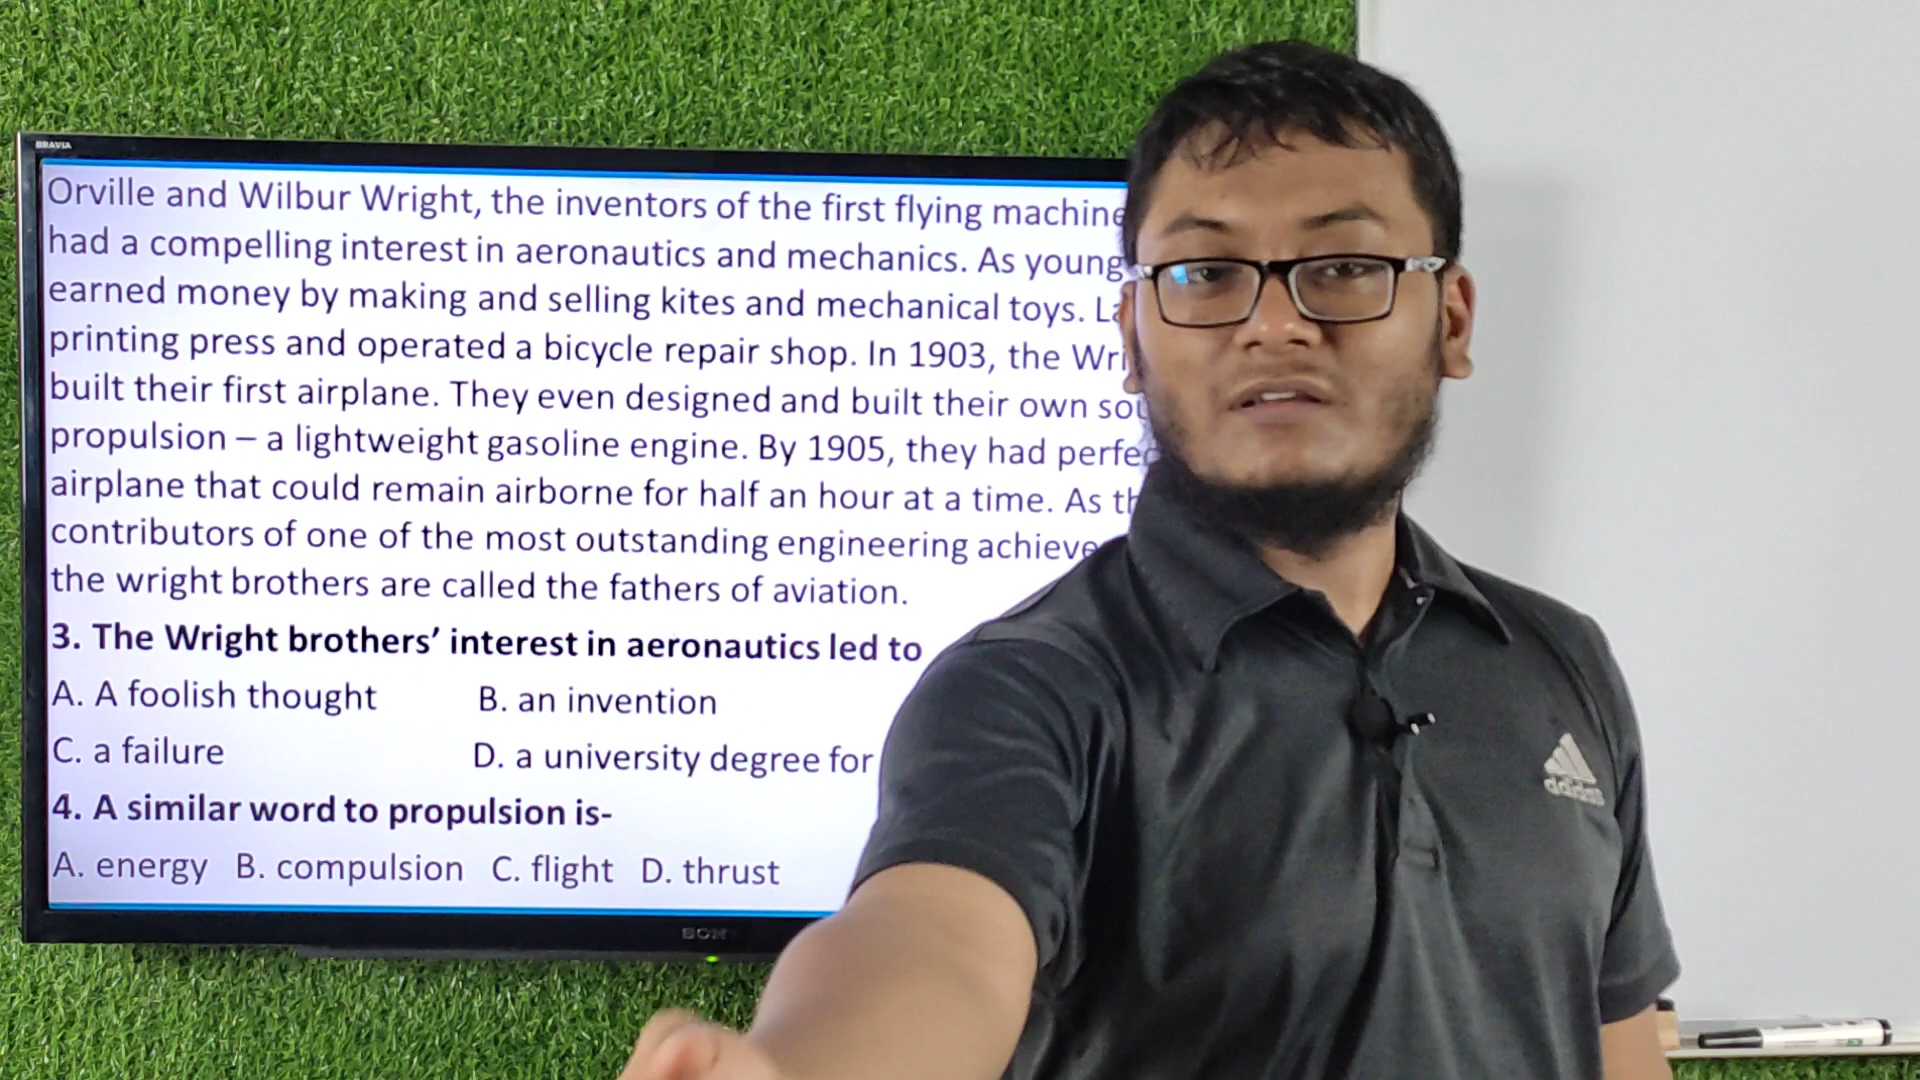 BRAVIA
Orville and Wilbur Wright, the inventors of the first flying machine
had a compelling interest in aeronautics and mechanics. As young
earned money by making and selling kites and mechanical toys.
printing press and operated a bicycle repair shop. In 1903, the
built their first airplane. They even designed and built their own
propulsion – a lightweight gasoline engine. By 1905, they had
airplane that could remain airborne for half an hour at a time. As
contributors of one of the most outstanding engineering
the wright brothers are called the fathers of aviation.
3. The Wright brothers’ interest in aeronautics led to
A. A foolish thought B. an invention
C. a failure D. a university degree for
4. A similar word to propulsion is-
A. energy B. compulsion C. flight D. thrust
SONY
adidas